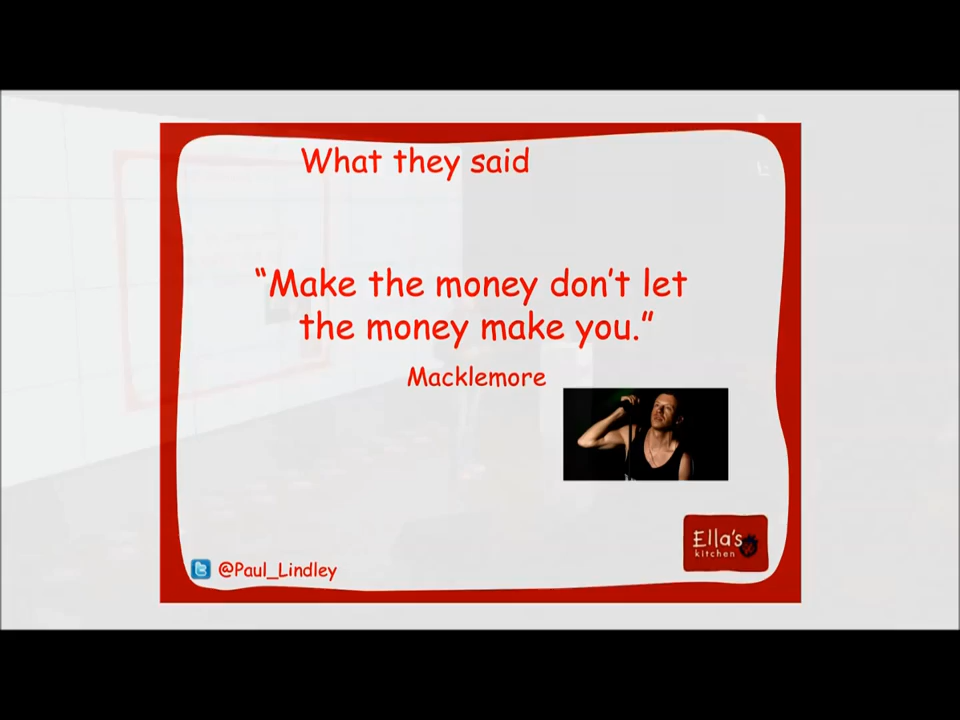 What they said
“Make the money don’t let
the money make you.”
Macklemore
Ella's
kitchen
@Paul_Lindley